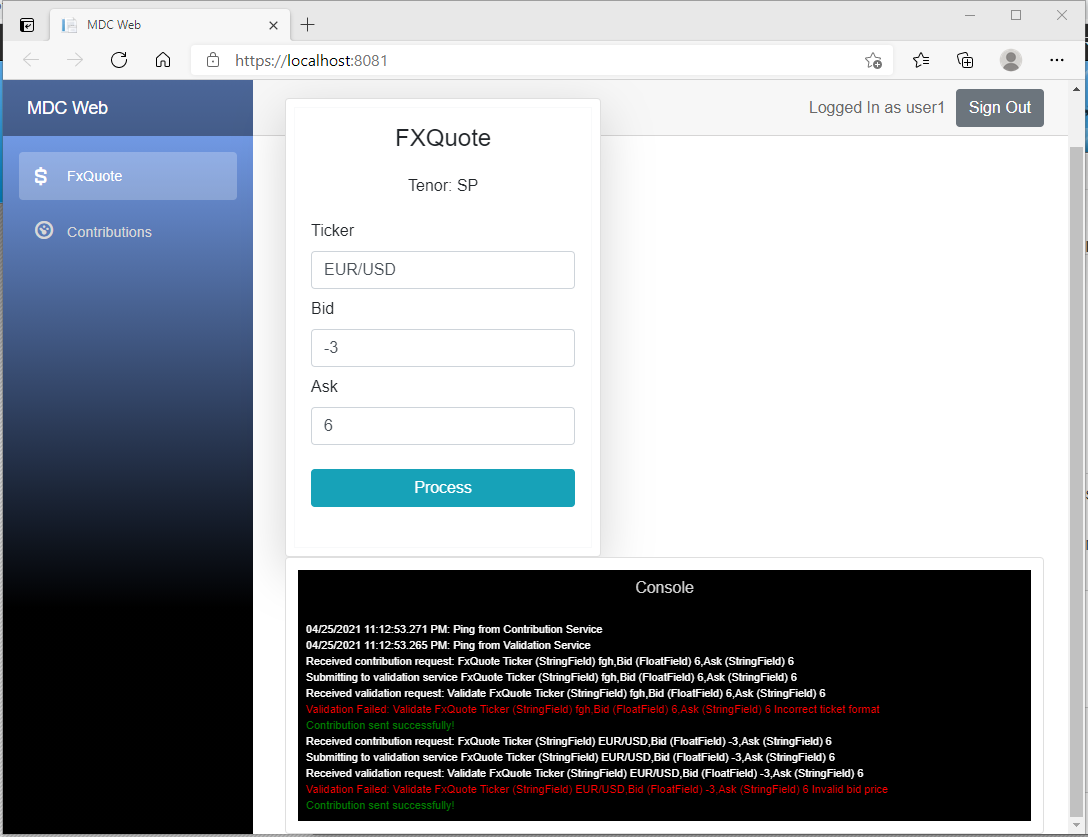 MDC Web
https://localhost:8081
MDC Web
Logged In as user1
Sign Out
FxQuote
Contributions
FXQuote
Tenor: SP
Ticker
EUR/USD
Bid
-3
Ask
6
Process
Console
04/25/2021 11:12:53.271 PM: Ping from Contribution Service
04/25/2021 11:12:53.265 PM: Ping from Validation Service
Received contribution request: FxQuote Ticker (StringField) fgh,Bid (FloatField) 6,Ask (StringField) 6
Submitting to validation service FxQuote Ticker (StringField) fgh,Bid (FloatField) 6,Ask (StringField) 6
Received validation request: Validate FxQuote Ticker (StringField) fgh,Bid (FloatField) 6,Ask (StringField) 6
Validation Failed: Validate FxQuote Ticker (StringField) fgh,Bid (FloatField) 6,Ask (StringField) 6 Incorrect ticket format
Contribution sent successfully!
Received contribution request: FxQuote Ticker (StringField) EUR/USD,Bid (FloatField) -3,Ask (StringField) 6
Submitting to validation service FxQuote Ticker (StringField) EUR/USD,Bid (FloatField) -3,Ask (StringField) 6
Received validation request: Validate FxQuote Ticker (StringField) EUR/USD,Bid (FloatField) -3,Ask (StringField) 6
Validation Failed: Validate FxQuote Ticker (StringField) EUR/USD,Bid (FloatField) -3,Ask (StringField) 6 Invalid bid price
Contribution sent successfully!